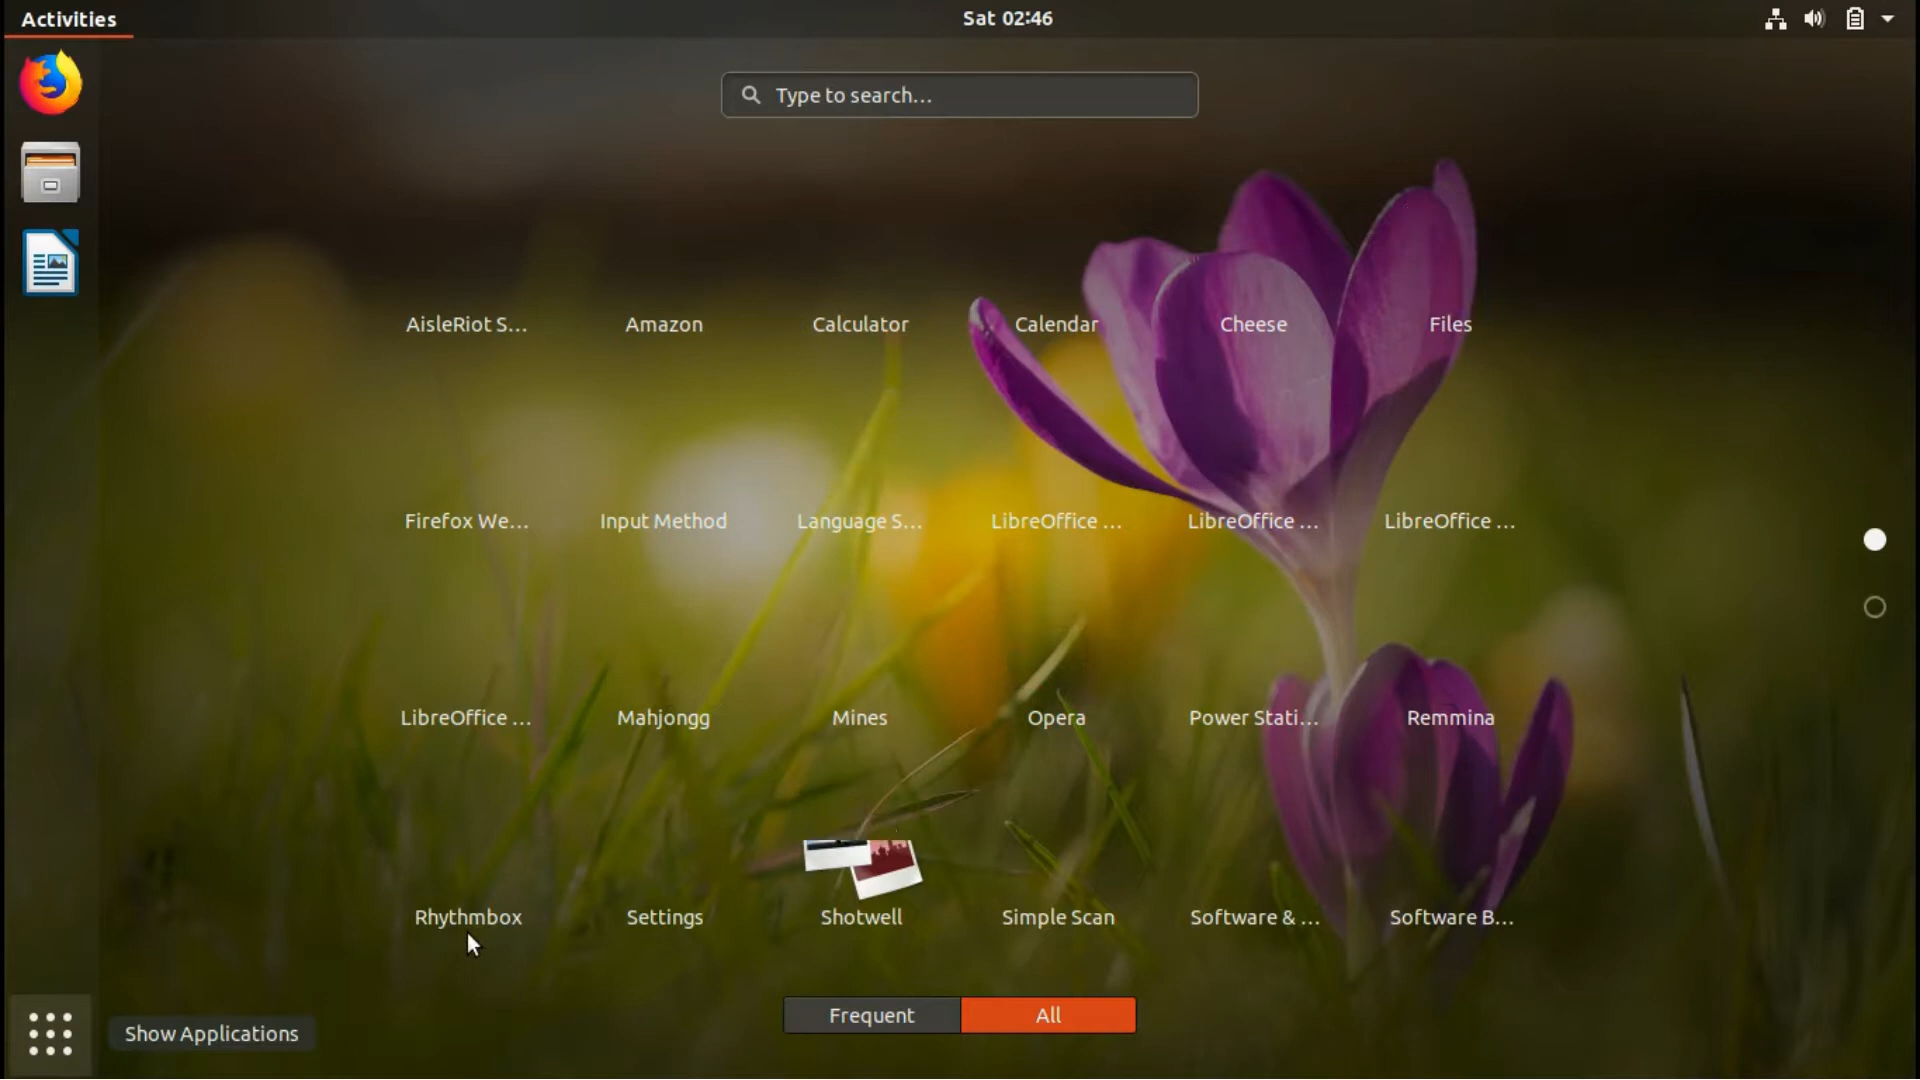 Activities
Sat 02:46
Type to search...
AisleRiot S...
Amazon
Calculator
Calendar
Cheese
Files
Firefox We...
Input Method
Language S...
LibreOffice ...
LibreOffice ...
LibreOffice ...
LibreOffice ...
Mahjongg
Mines
Opera
Power Stati...
Remmina
Rhythmbox
Settings
Shotwell
Simple Scan
Software & ...
Software B...
Frequent
All
Show Applications